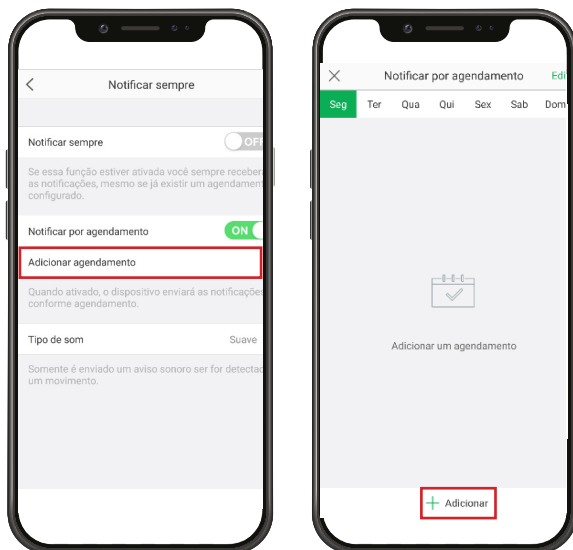 Notificar sempre
Notificar sempre
OFF
Se essa função estiver ativada você sempre receber
as notificações, mesmo se já existir um agendamen
configurado.
Notificar por agendamento
ON
Adicionar agendamento
Quando ativado, o dispositivo enviará as notificações
conforme agendamento.
Tipo de som
Suave
Somente é enviado um aviso sonoro ser for detectad
um movimento.
Notificar por agendamento
Edi
Seg Ter Qua Qui Sex Sab Dom
Adicionar um agendamento
+ Adicionar